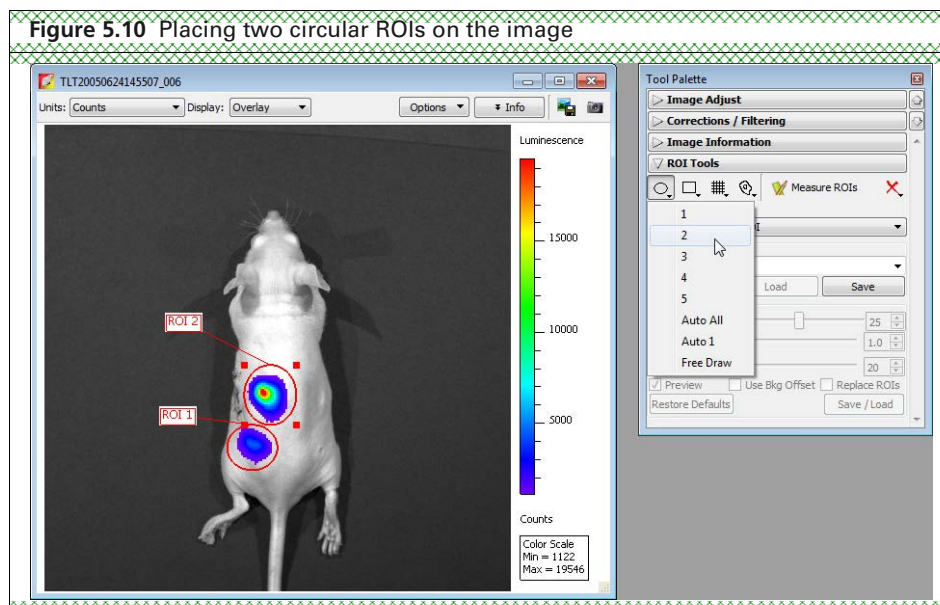 Figure 5.10 Placing two circular ROIs on the image
TLT20050624145507_006
Units: Counts Display: Overlay Options Info
Luminescence
15000
10000
5000
ROI 2
ROI 1
Counts
Color Scale
Min = 1122
Max = 19546
Tool Palette
Image Adjust
Corrections / Filtering
Image Information
ROI Tools
Measure ROIs
1
2
3
4
5
Auto All
Auto 1
Free Draw
I
Load Save
25
1.0
20
Preview Use Bkg Offset Replace ROIs
Restore Defaults Save / Load